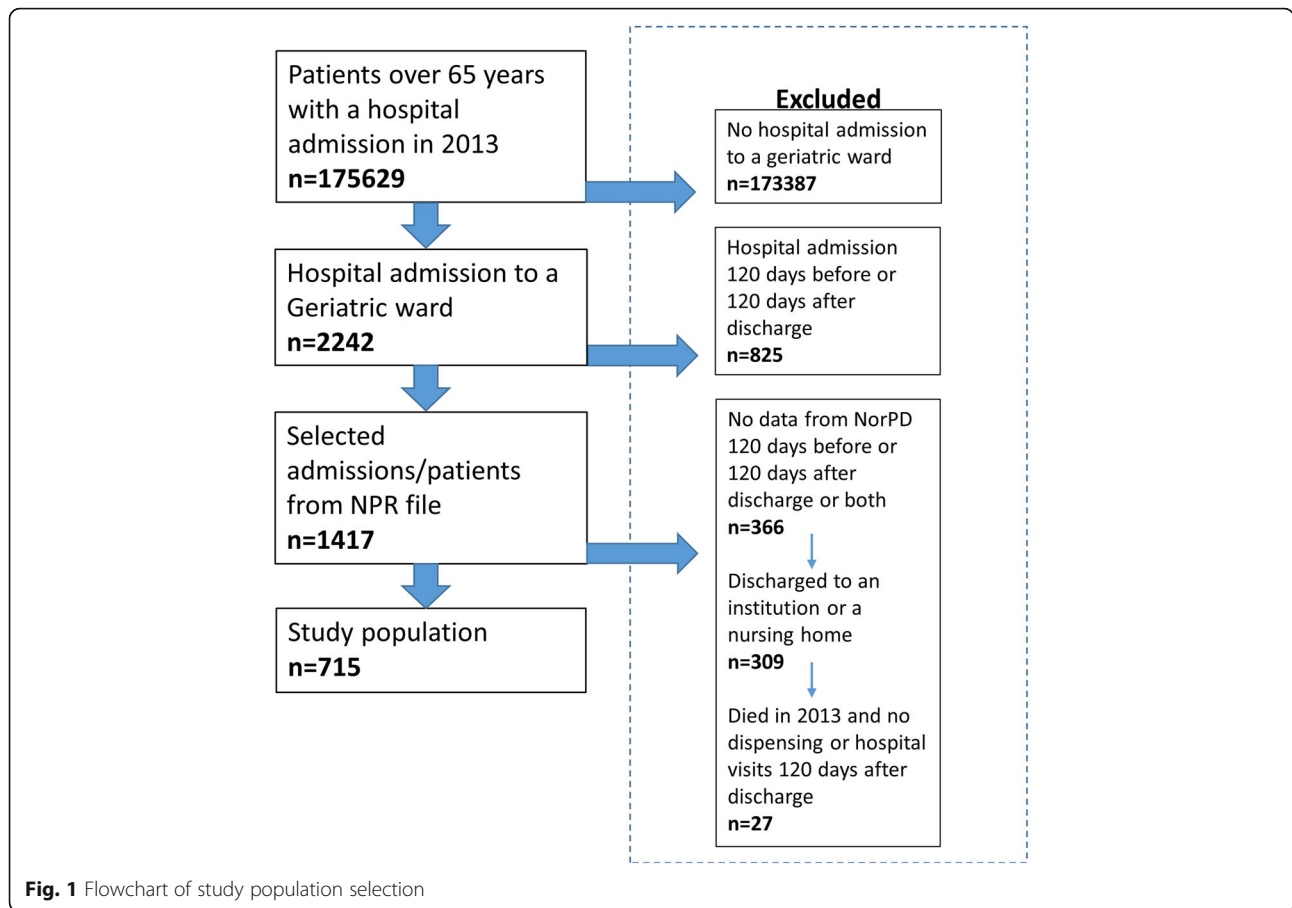 Patients over 65 years
with a hospital
admission in 2013
n=175629
Excluded
No hospital admission
to a geriatric ward
n=173387
Hospital admission to a
Geriatric ward
n=2242
Hospital admission
120 days before or
120 days after
discharge
n=825
Selected
admissions/patients
from NPR file
n=1417
No data from NorPD
120 days before or
120 days after
discharge or both
n=366
Discharged to an
institution or a
nursing home
n=309
Died in 2013 and no
dispensing or hospital
visits 120 days after
discharge
n=27
Study population
n=715
Fig. 1 Flowchart of study population selection